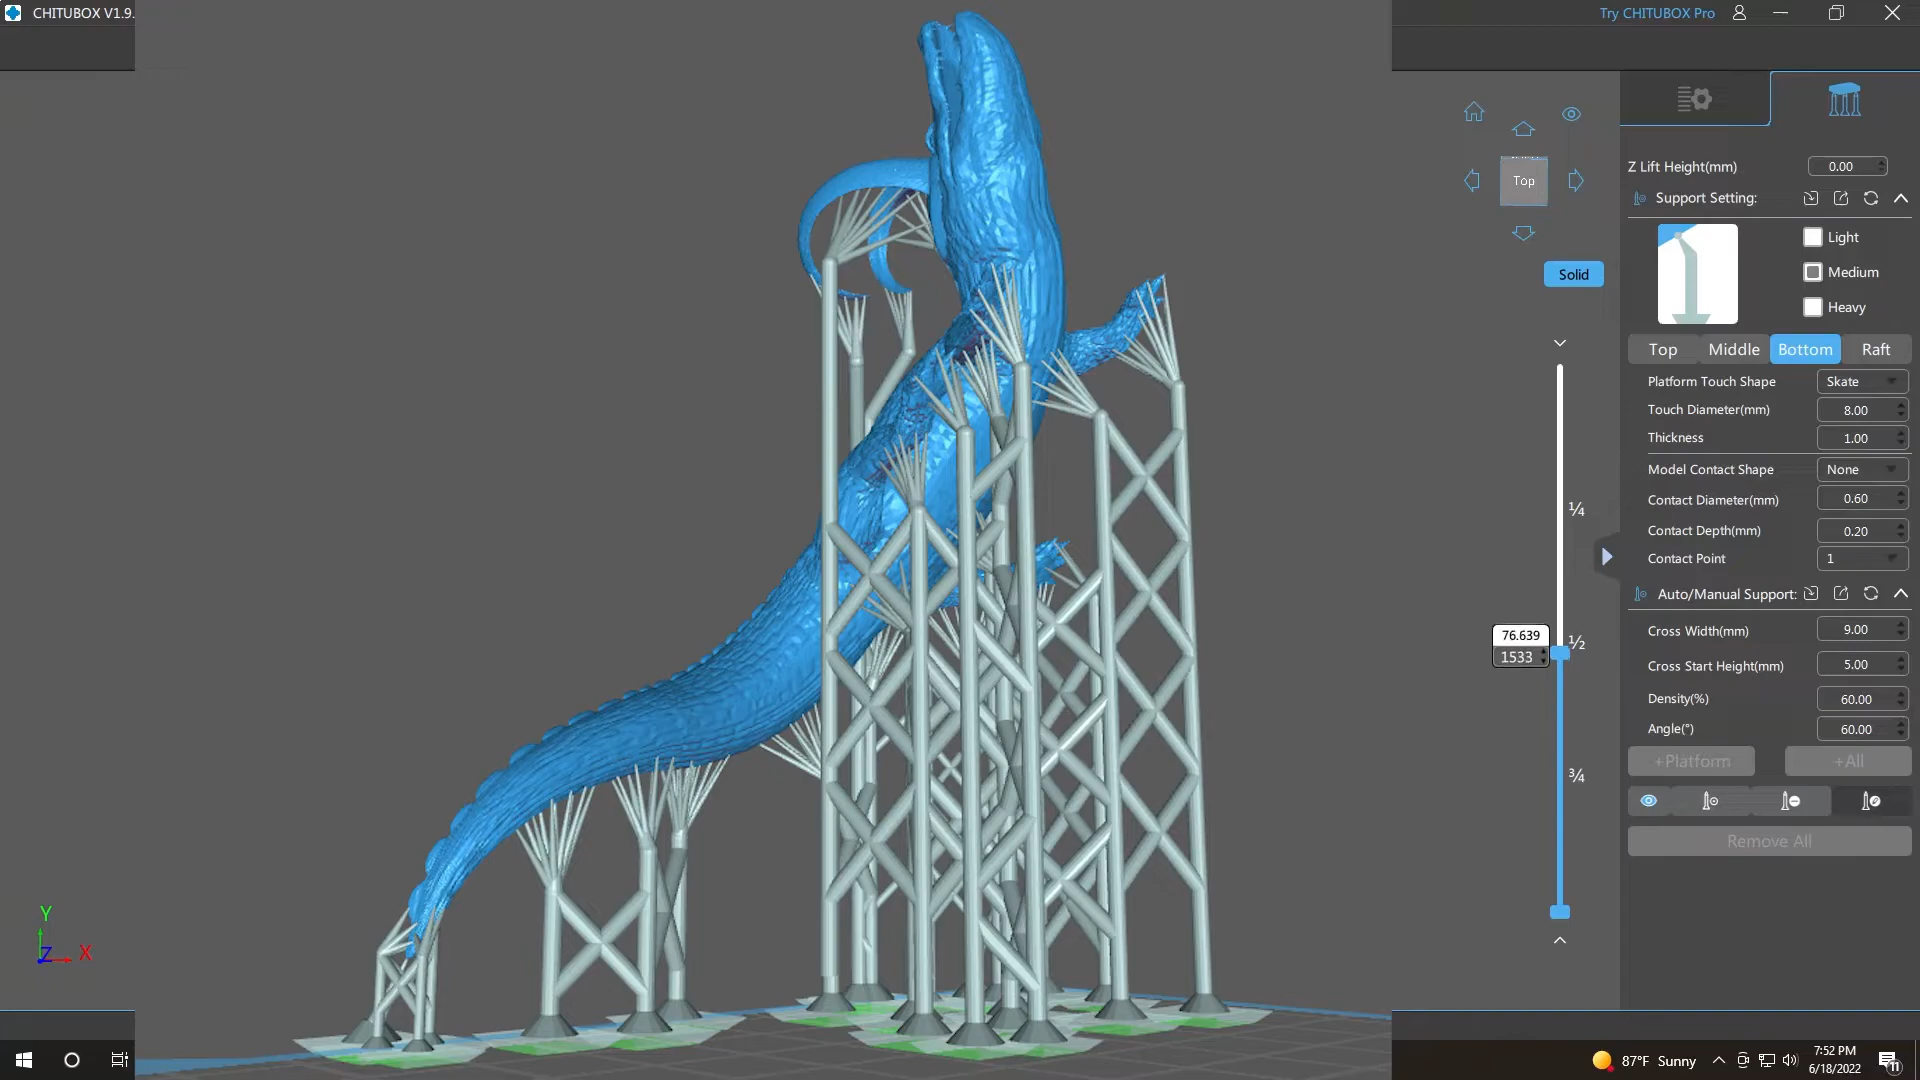 CHITUBOX V1.9.
Try CHITUBOX Pro
Z Lift Height(mm) 0.00
Support Setting:
Light
Medium
Heavy
Top Middle Bottom Raft
Platform Touch Shape Skate
Touch Diameter(mm) 8.00
Thickness 1.00
Model Contact Shape None
Contact Diameter(mm) 0.60
Contact Depth(mm) 0.20
Contact Point 1
Auto/Manual Support:
Cross Width(mm) 9.00
Cross Start Height(mm) 5.00
Density(%) 60.00
Angle(°) 60.00
+Platform +All
Remove All
Top
Solid
¼
½
¾
76.639
1533
Y
Z X
87°F Sunny
7:52 PM
6/18/2022
11